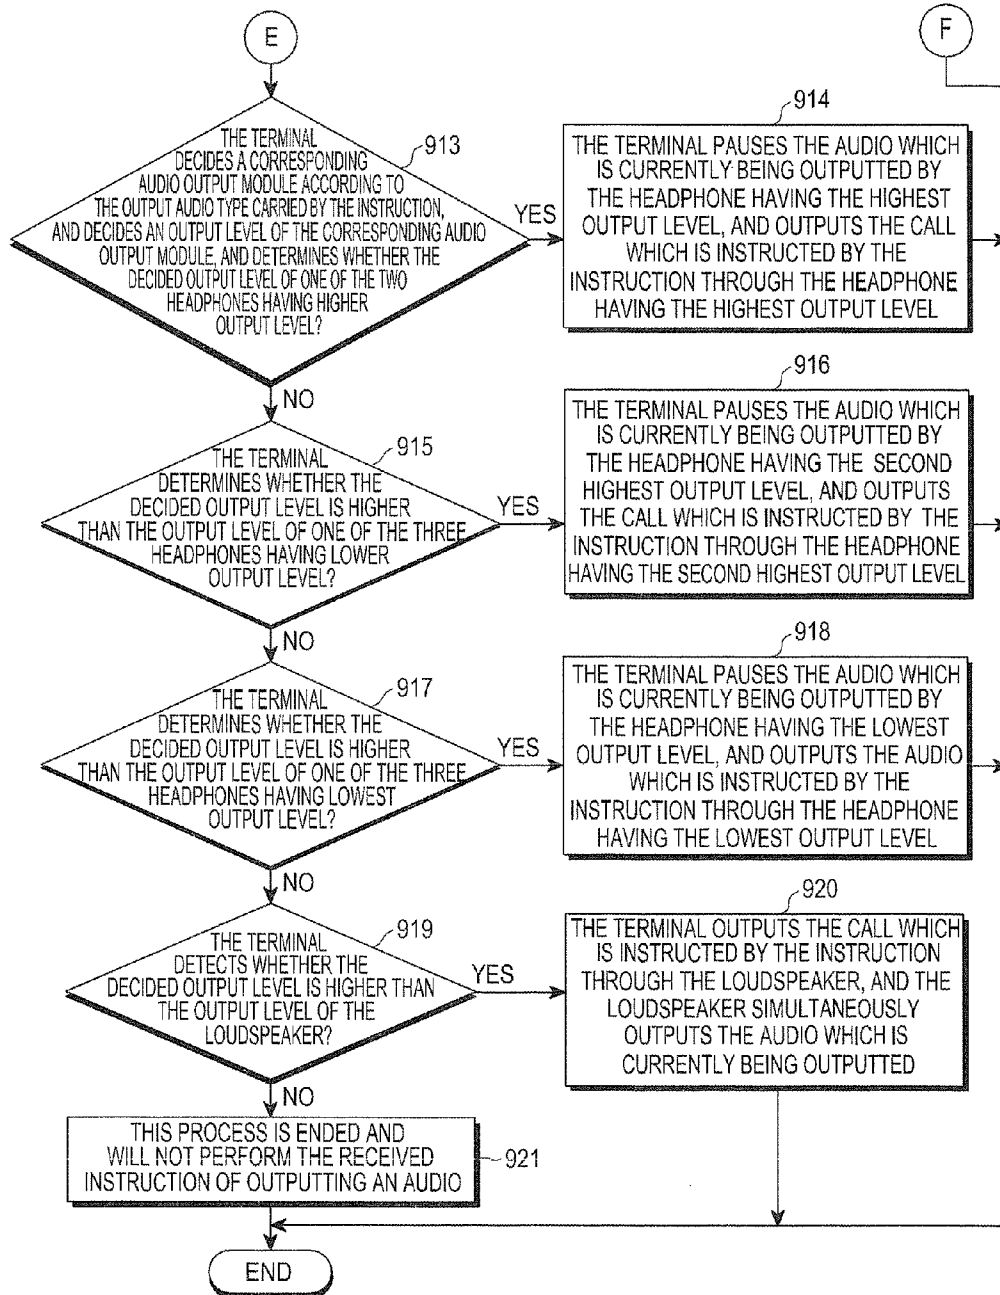 E
F
THE TERMINAL
DECIDES A CORRESPONDING
AUDIO OUTPUT MODULE ACCORDING TO
THE OUTPUT AUDIO TYPE CARRIED BY THE INSTRUCTION,
AND DECIDES AN OUTPUT LEVEL OF THE CORRESPONDING AUDIO
OUTPUT MODULE, AND DETERMINES WHETHER THE
DECIDED OUTPUT LEVEL OF ONE OF THE TWO
HEADPHONES HAVING HIGHER
OUTPUT LEVEL?
913
YES
914
THE TERMINAL PAUSES THE AUDIO WHICH
IS CURRENTLY BEING OUTPUTTED BY
THE HEADPHONE HAVING THE HIGHEST
OUTPUT LEVEL, AND OUTPUTS THE CALL
WHICH IS INSTRUCTED BY THE
INSTRUCTION THROUGH THE HEADPHONE
HAVING THE HIGHEST OUTPUT LEVEL
NO
THE TERMINAL
DETERMINES WHETHER THE
DECIDED OUTPUT LEVEL IS HIGHER
THAN THE OUTPUT LEVEL OF ONE OF THE THREE
HEADPHONES HAVING LOWER
OUTPUT LEVEL?
915
YES
916
THE TERMINAL PAUSES THE AUDIO WHICH
IS CURRENTLY BEING OUTPUTTED BY
THE HEADPHONE HAVING THE SECOND
HIGHEST OUTPUT LEVEL, AND OUTPUTS
THE CALL WHICH IS INSTRUCTED BY THE
INSTRUCTION THROUGH THE HEADPHONE
HAVING THE SECOND HIGHEST OUTPUT LEVEL
NO
THE TERMINAL
DETERMINES WHETHER THE
DECIDED OUTPUT LEVEL IS HIGHER
THAN THE OUTPUT LEVEL OF ONE OF THE THREE
HEADPHONES HAVING LOWEST
OUTPUT LEVEL?
917
YES
918
THE TERMINAL PAUSES THE AUDIO WHICH
IS CURRENTLY BEING OUTPUTTED BY
THE HEADPHONE HAVING THE LOWEST
OUTPUT LEVEL, AND OUTPUTS THE AUDIO
WHICH IS INSTRUCTED BY THE
INSTRUCTION THROUGH THE HEADPHONE
HAVING THE LOWEST OUTPUT LEVEL
NO
THE TERMINAL
DETECTS WHETHER THE
DECIDED OUTPUT LEVEL IS HIGHER THAN
THE OUTPUT LEVEL OF THE
LOUDSPEAKER?
919
YES
920
THE TERMINAL OUTPUTS THE CALL WHICH
IS INSTRUCTED BY THE INSTRUCTION
THROUGH THE LOUDSPEAKER, AND THE
LOUDSPEAKER SIMULTANEOUSLY
OUTPUTS THE AUDIO WHICH IS
CURRENTLY BEING OUTPUTTED
NO
THIS PROCESS IS ENDED AND
WILL NOT PERFORM THE RECEIVED
INSTRUCTION OF OUTPUTTING AN AUDIO
921
END